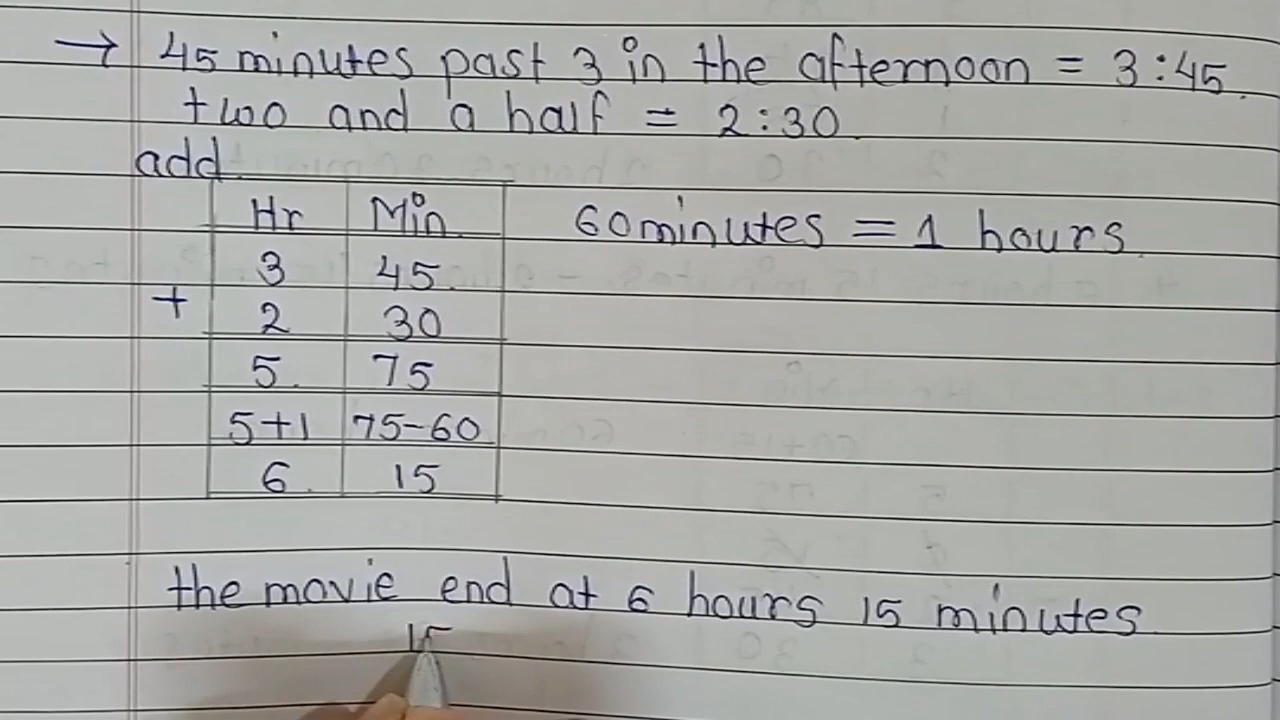 → 45 minutes past 3 in the afternoon = 3:45
two and a half = 2:30
add
Hr Min
60 minutes = 1 hours
3 45
+ 2 30
5 75
5+1 75-60
6 15
the movie end at 6 hours 15 minutes
15